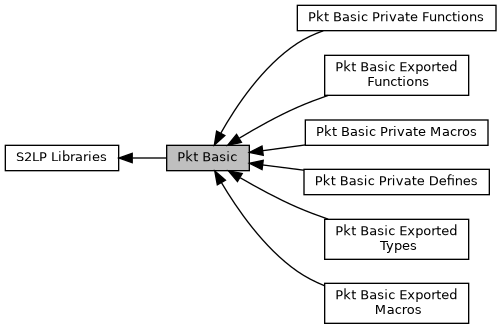 Pkt Basic Private Functions
Pkt Basic Exported
Functions
Pkt Basic Private Macros
S2LP Libraries
Pkt Basic
Pkt Basic Private Defines
Pkt Basic Exported
Types
Pkt Basic Exported
Macros